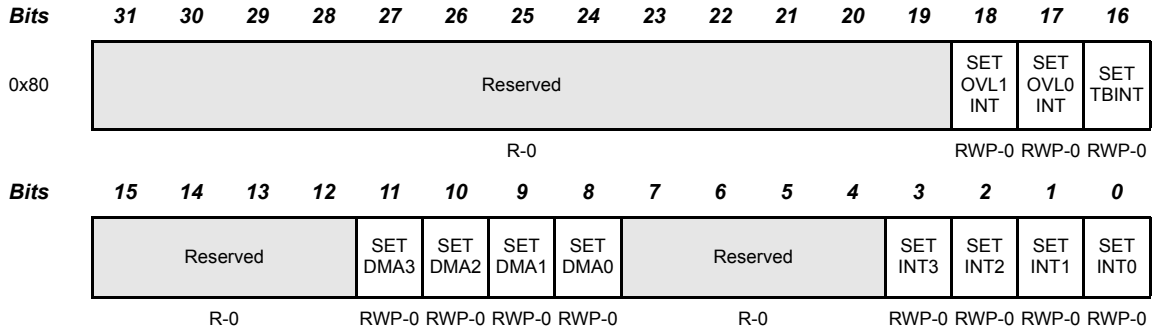 Bits 31 30 29 28 27 26 25 24 23 22 21 20 19 18 17 16
0x80 Reserved SET OVL1 INT SET OVL0 INT SET TBINT
R-0 RWP-0 RWP-0 RWP-0
Bits 15 14 13 12 11 10 9 8 7 6 5 4 3 2 1 0
Reserved SET DMA3 SET DMA2 SET DMA1 SET DMA0 Reserved SET INT3 SET INT2 SET INT1 SET INT0
R-0 RWP-0 RWP-0 RWP-0 RWP-0 R-0 RWP-0 RWP-0 RWP-0 RWP-0